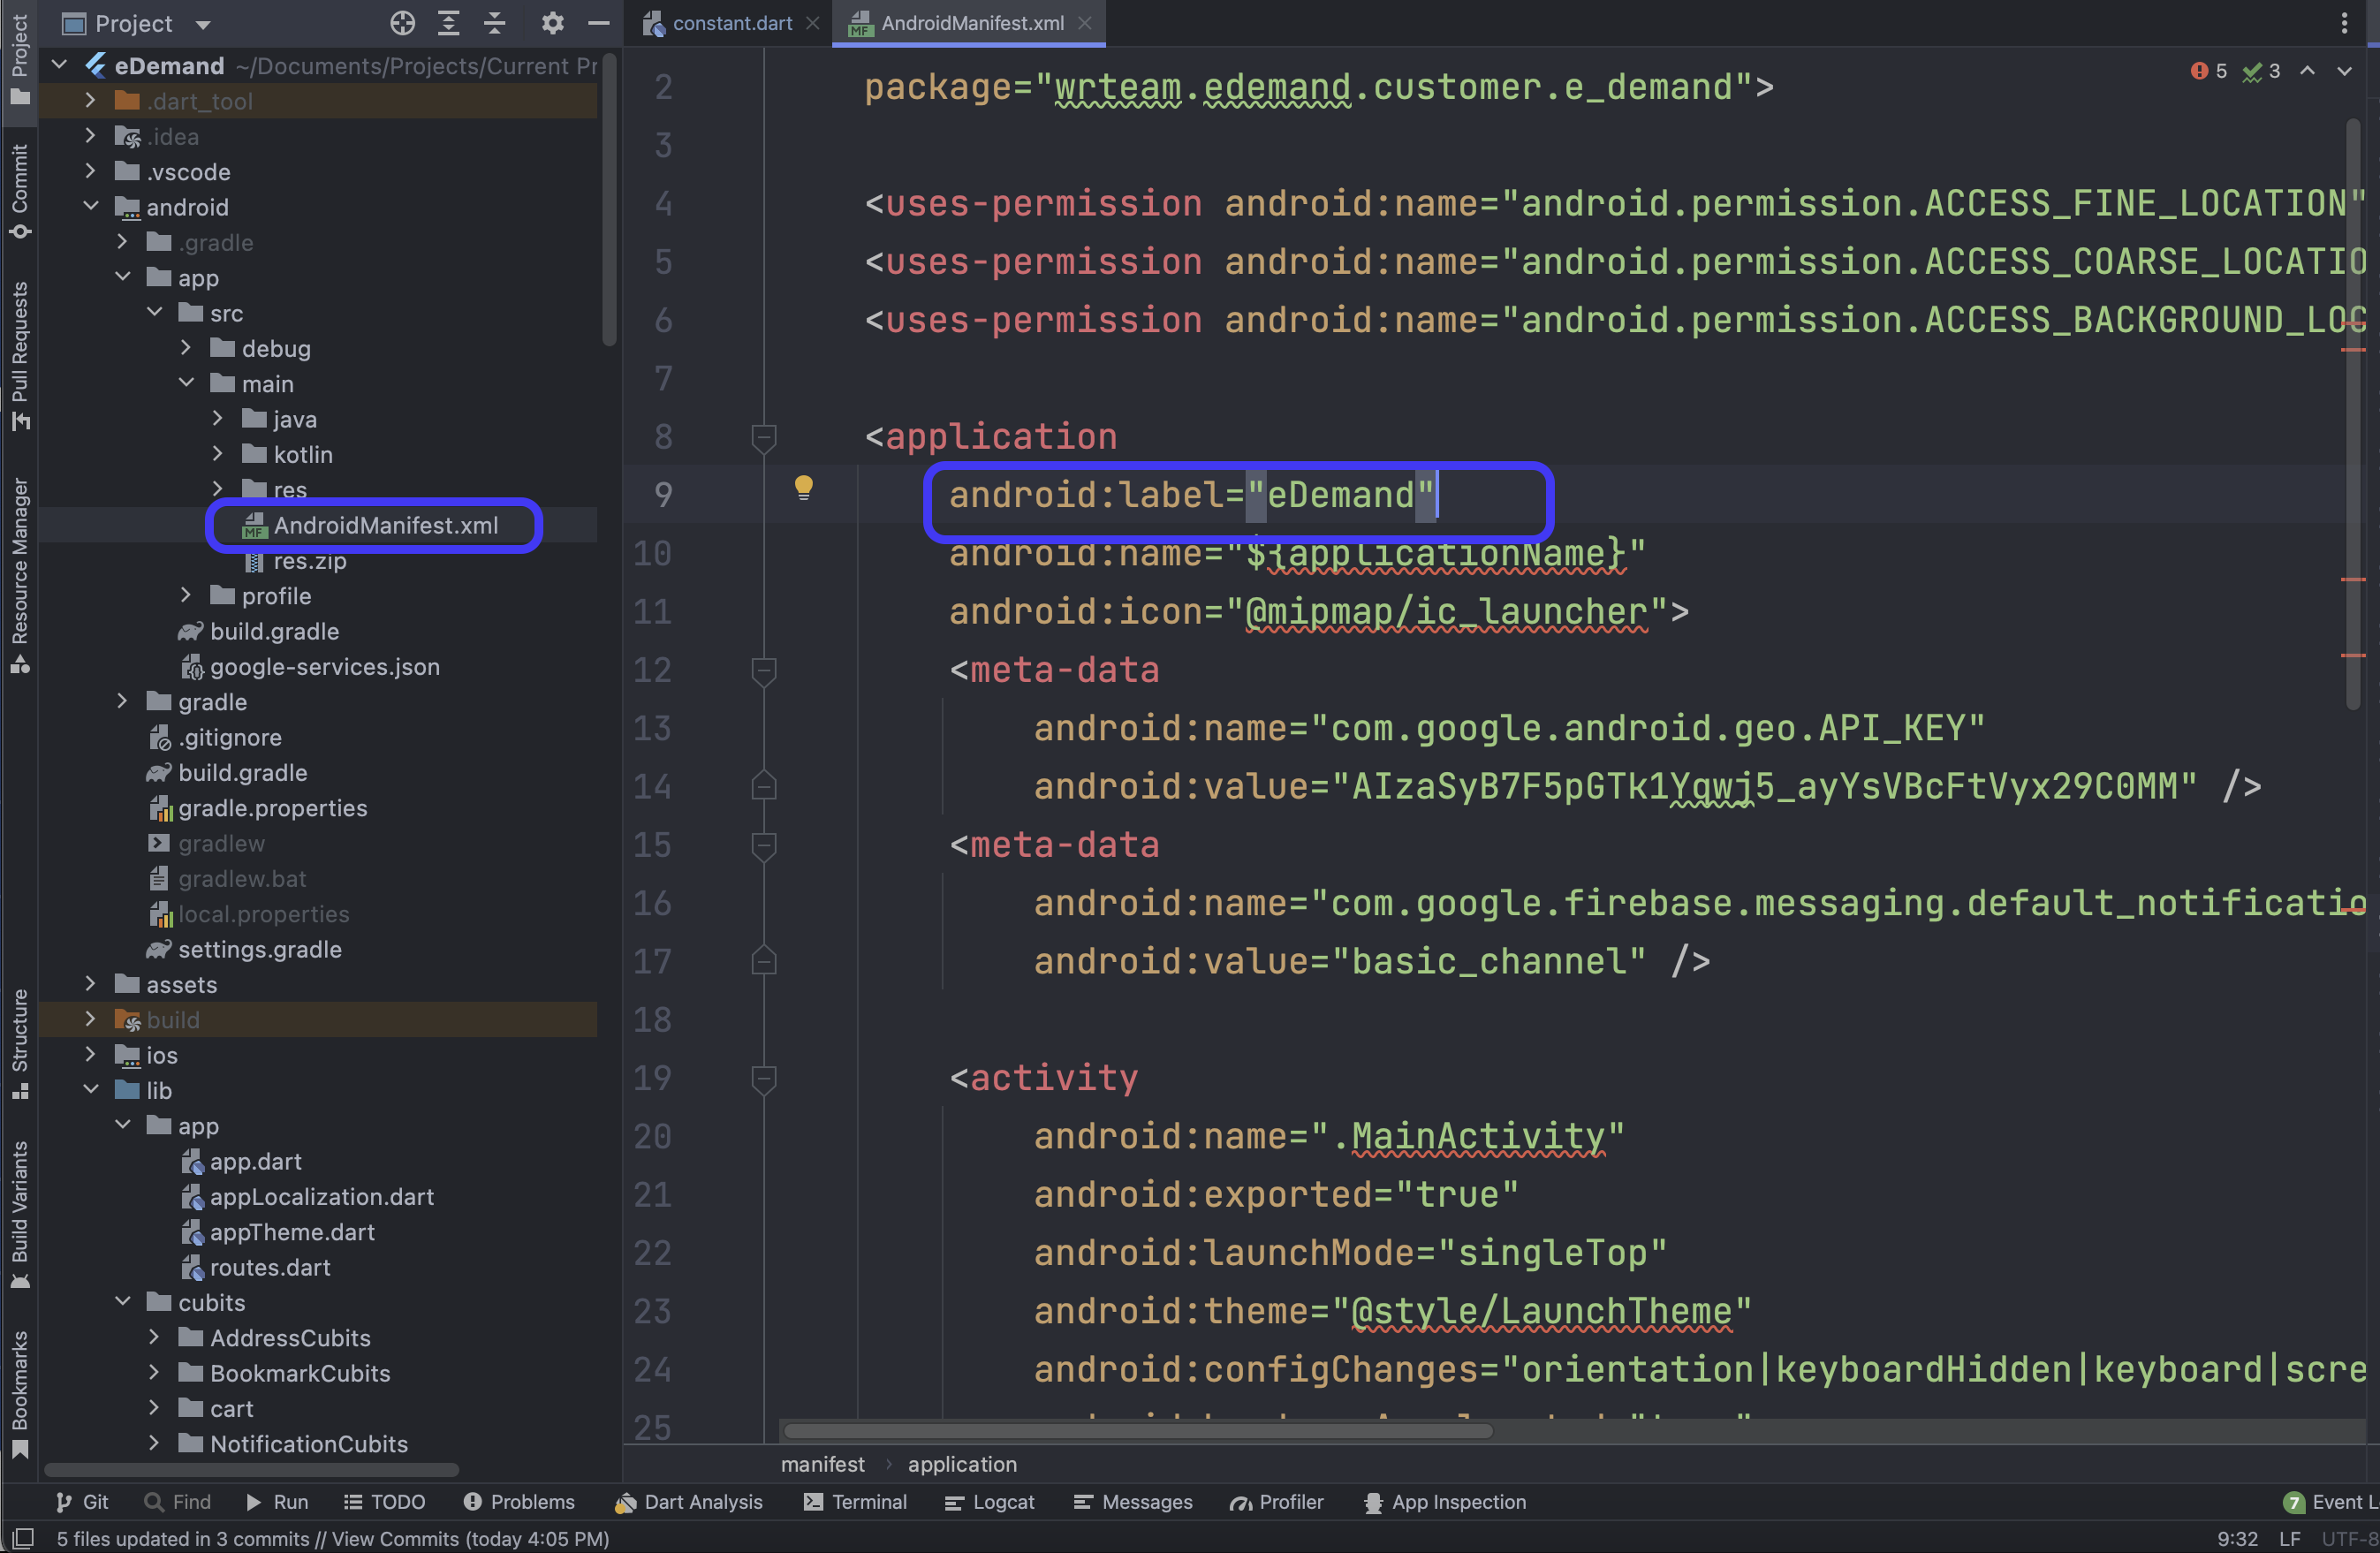 Project
constant.dart
AndroidManifest.xml
Project
Commit
Pull Requests
Resource Manager
Structure
Build Variants
Bookmarks
eDemand ~/Documents/Projects/Current Pr
.dart_tool
.idea
.vscode
android
.gradle
app
src
debug
main
java
kotlin
res
AndroidManifest.xml
res.zip
profile
build.gradle
google-services.json
gradle
.gitignore
build.gradle
gradle.properties
gradlew
gradlew.bat
local.properties
settings.gradle
assets
build
ios
lib
app
app.dart
appLocalization.dart
appTheme.dart
routes.dart
cubits
AddressCubits
BookmarkCubits
cart
NotificationCubits
5 3
2 package="wrteam.edemand.customer.e_demand">
3
4 <uses-permission android:name="android.permission.ACCESS_FINE_LOCATION"
5 <uses-permission android:name="android.permission.ACCESS_COARSE_LOCATIO
6 <uses-permission android:name="android.permission.ACCESS_BACKGROUND_LOC
7
8 <application
9 android:label="eDemand"
10 android:name="${applicationName}"
11 android:icon="@mipmap/ic_launcher">
12 <meta-data
13 android:name="com.google.android.geo.API_KEY"
14 android:value="AIzaSyB7F5pGTk1Yqwj5_ayYsVBcFtVyx29C0MM" />
15 <meta-data
16 android:name="com.google.firebase.messaging.default_notificatio
17 android:value="basic_channel" />
18
19 <activity
20 android:name=".MainActivity"
21 android:exported="true"
22 android:launchMode="singleTop"
23 android:theme="@style/LaunchTheme"
24 android:configChanges="orientation|keyboardHidden|keyboard|scre
25
manifest > application
Git Find Run TODO Problems Dart Analysis Terminal Logcat Messages Profiler App Inspection 7 Event L
5 files updated in 3 commits // View Commits (today 4:05 PM) 9:32 LF UTF-8